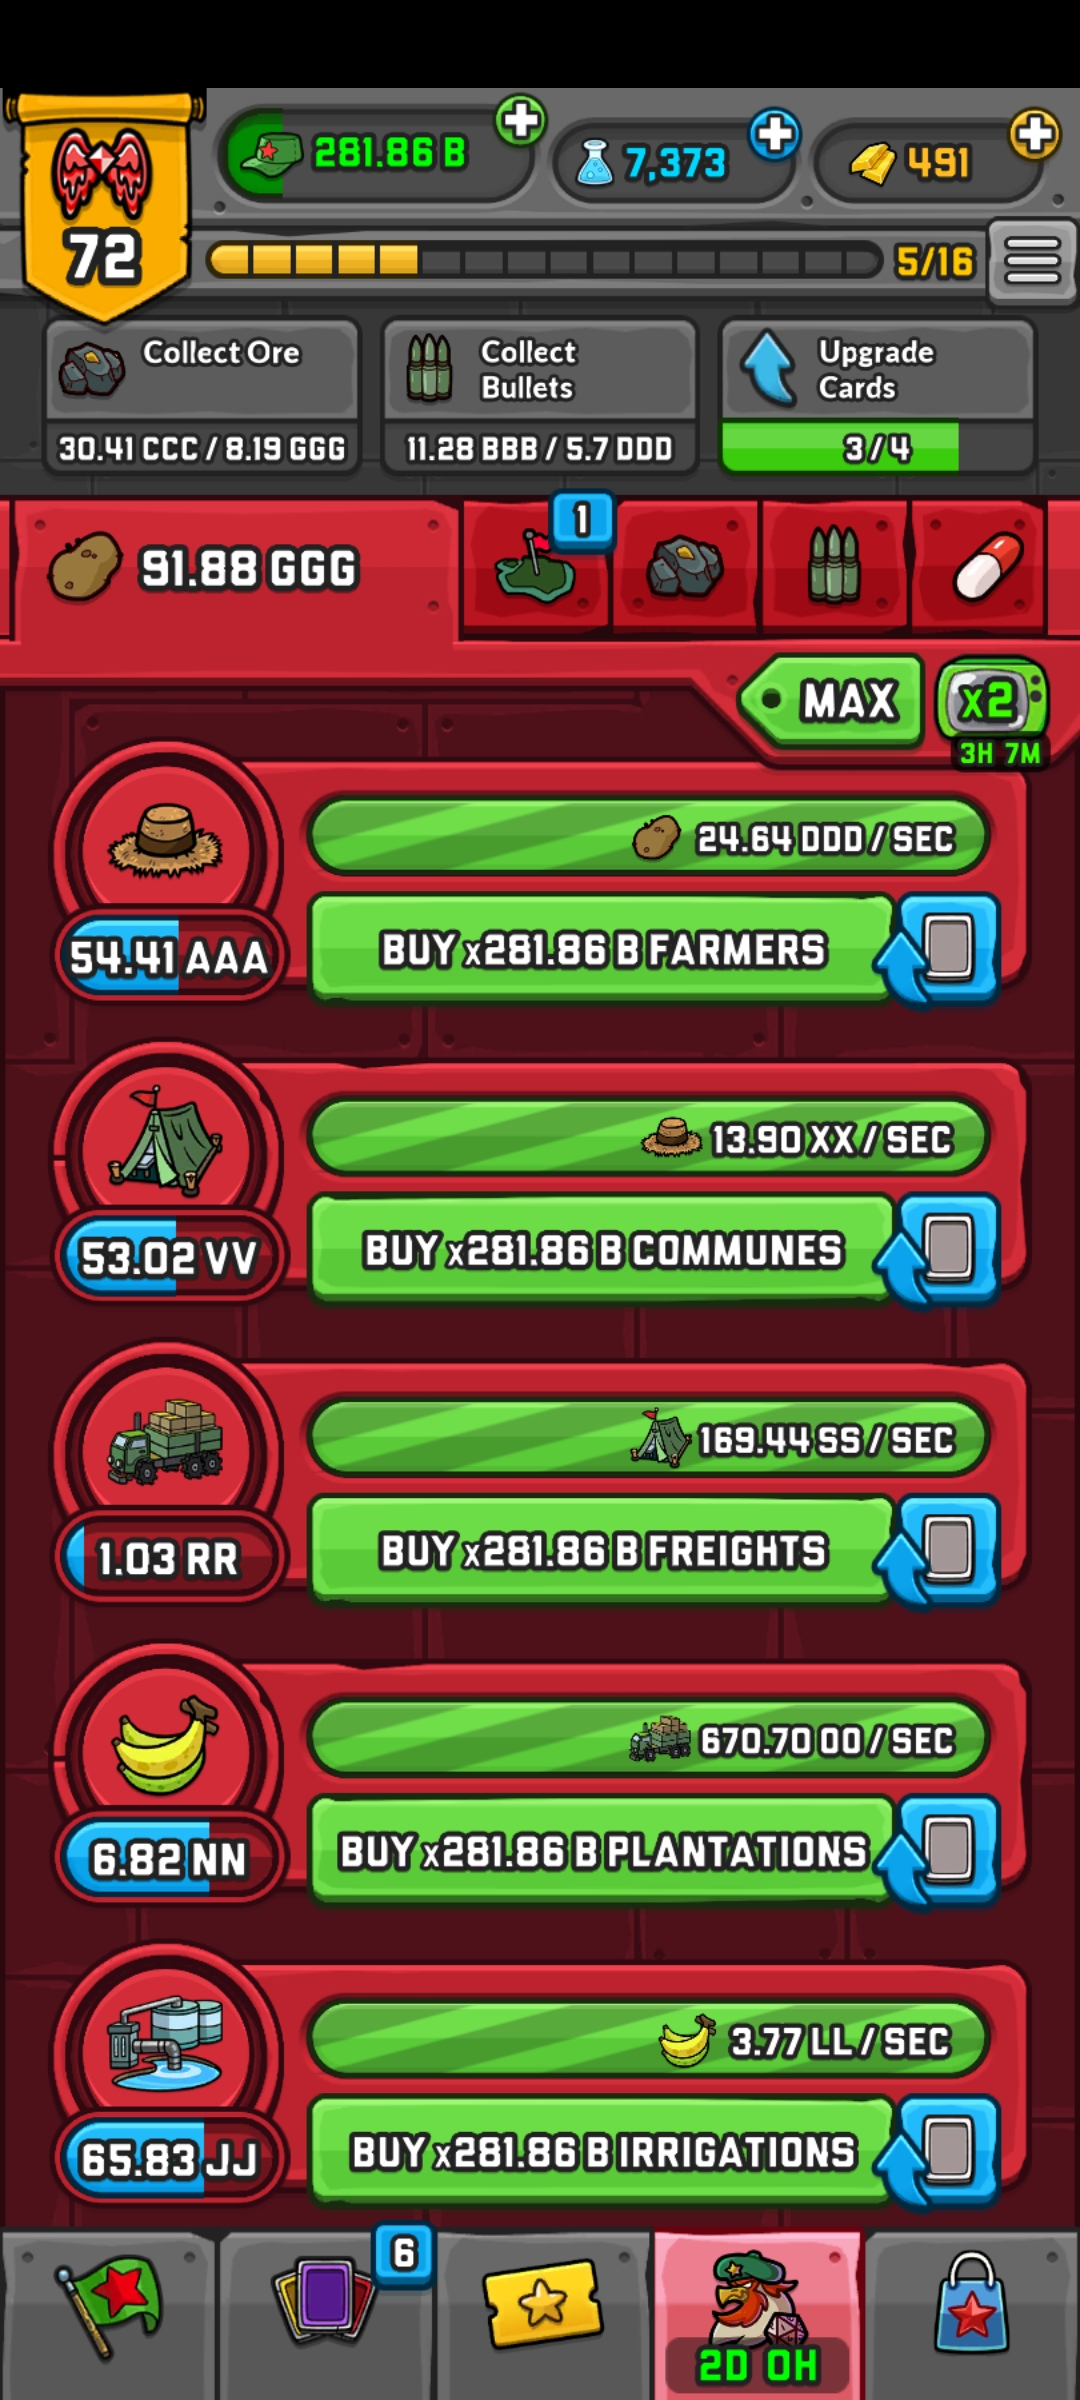 281.86 B
7,373
491
72
5/16
Collect Ore
30.41 CCC / 8.19 GGG
Collect
Bullets
11.28 BBB / 5.7 DDD
Upgrade
Cards
3/4
91.88 GGG
1
MAX
x2
3H 7M
24.64 DDD / SEC
54.41 AAA
BUY x281.86 B FARMERS
13.90 XX / SEC
53.02 VV
BUY x281.86 B COMMUNES
169.44 SS / SEC
1.03 RR
BUY x281.86 B FREIGHTS
670.70 OO / SEC
6.82 NN
BUY x281.86 B PLANTATIONS
3.77 LL / SEC
65.83 JJ
BUY x281.86 B IRRIGATIONS
6
2D 0H